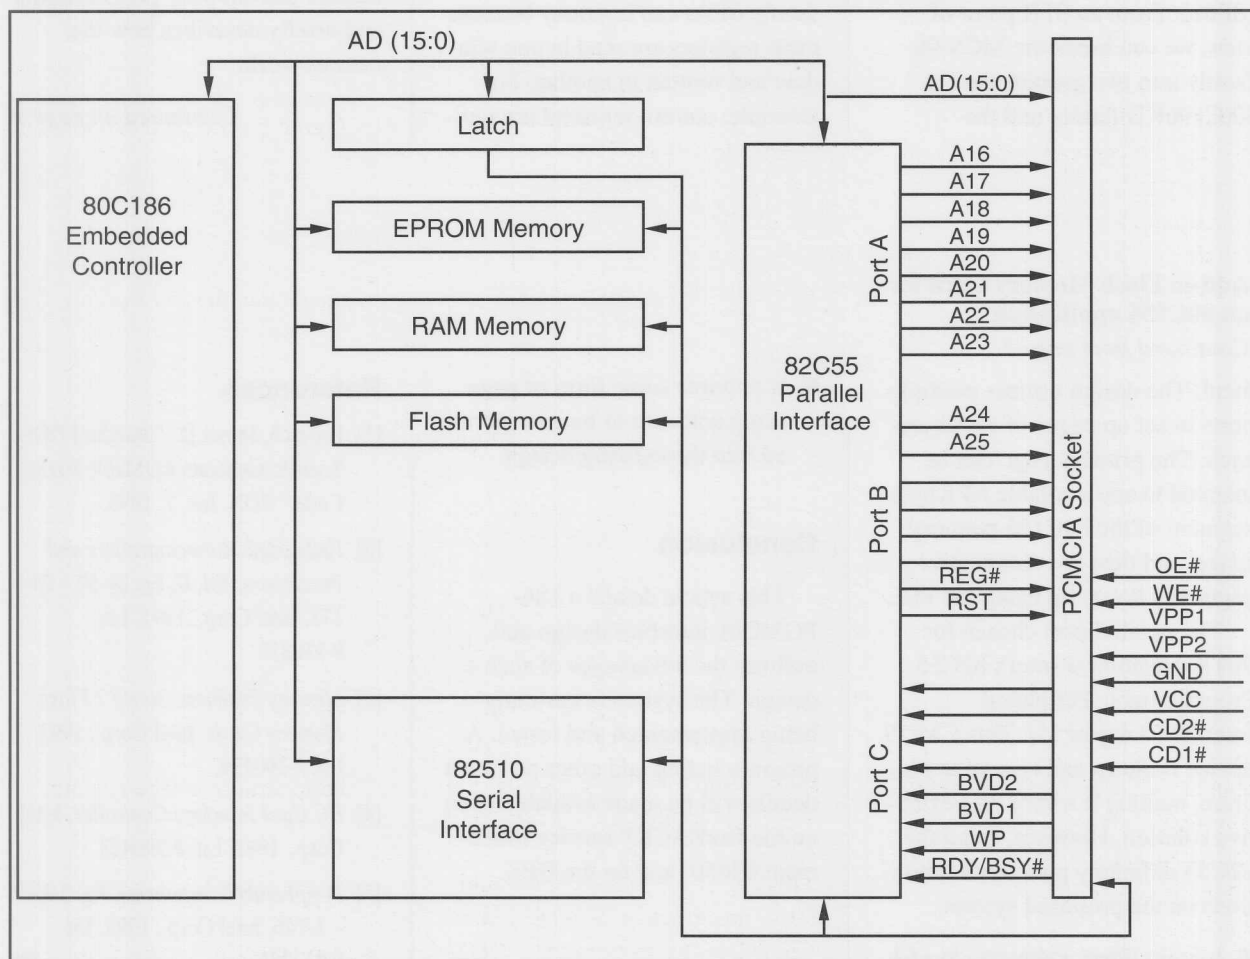 AD (15:0)
AD(15:0)
Latch
80C186
Embedded
Controller
EPROM Memory
RAM Memory
Flash Memory
82510
Serial
Interface
82C55
Parallel
Interface
Port A
Port B
Port C
A16
A17
A18
A19
A20
A21
A22
A23
A24
A25
REG#
RST
BVD2
BVD1
WP
RDY/BSY#
PCMCIA Socket
OE#
WE#
VPP1
VPP2
GND
VCC
CD2#
CD1#